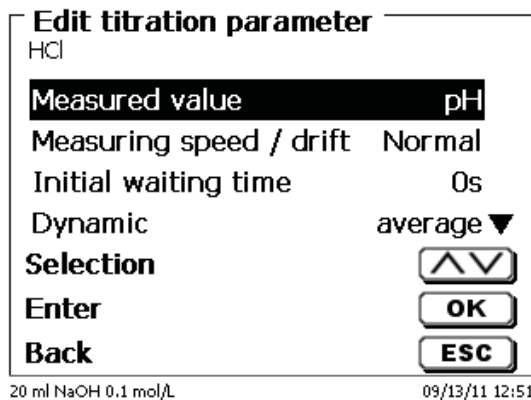 Edit titration parameter
HCl
Measured value pH
Measuring speed / drift Normal
Initial waiting time 0s
Dynamic average ▼
Selection
Enter OK
Back ESC
20 ml NaOH 0.1 mol/L 09/13/11 12:51